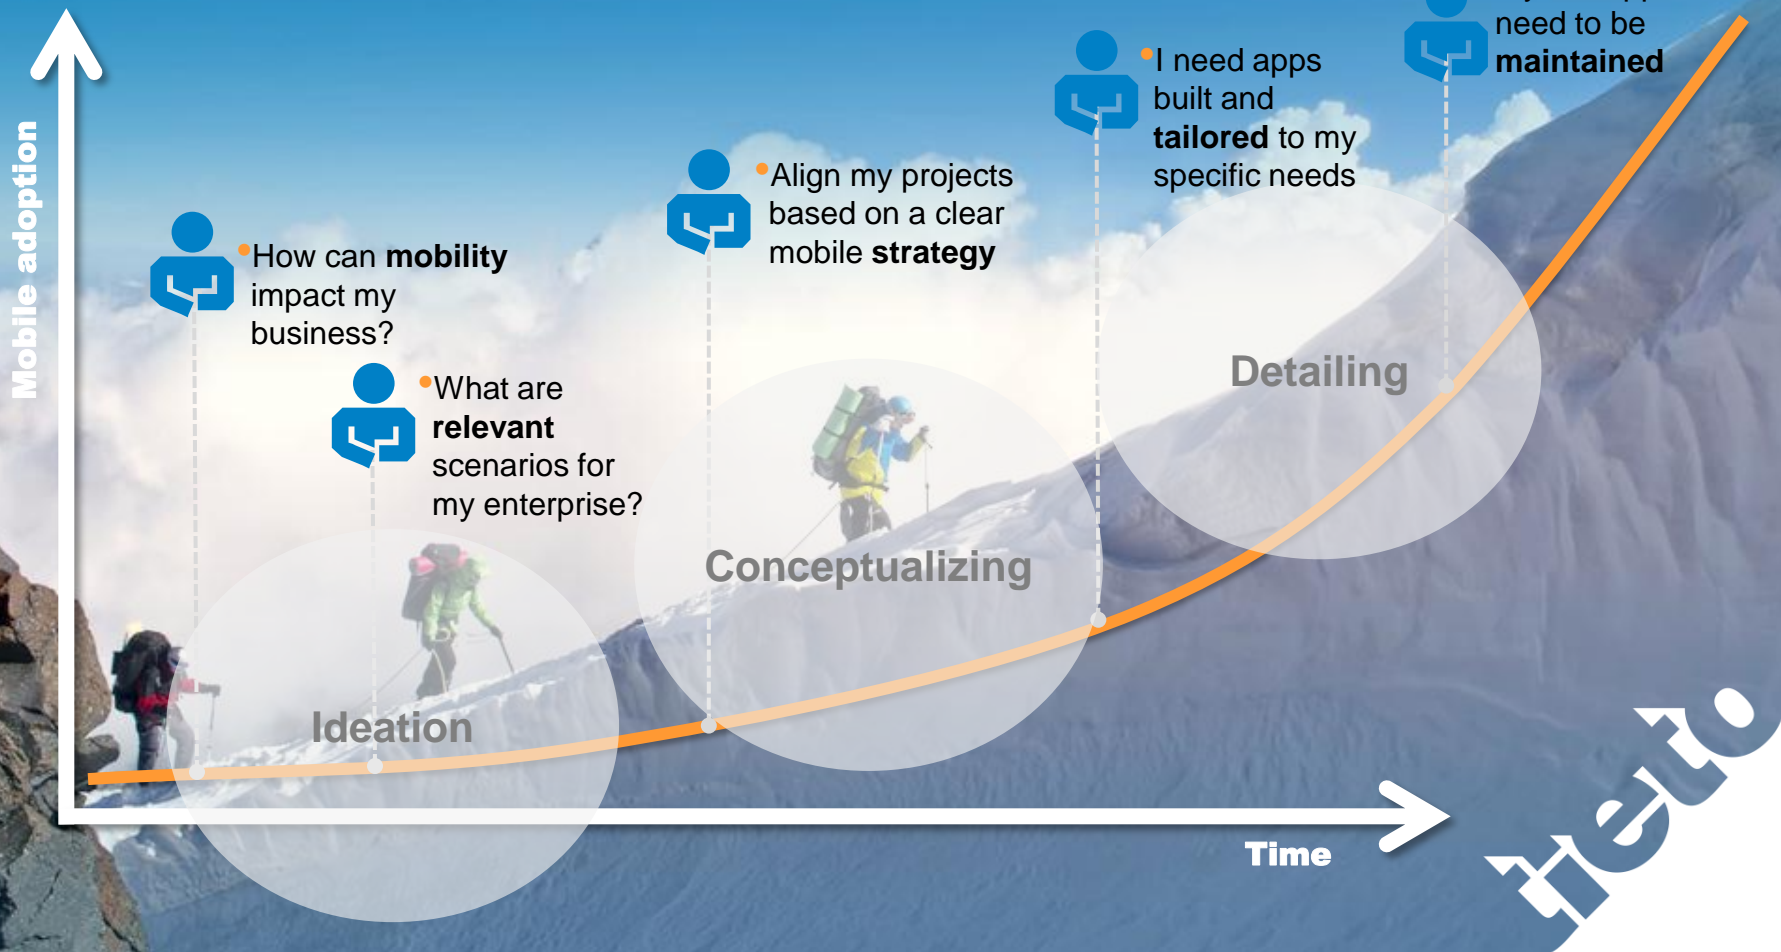 need to be
maintained
I need apps
built and
tailored to my
specific needs
Align my projects
based on a clear
mobile strategy
How can mobility
impact my
business?
What are
relevant
scenarios for
my enterprise?
Mobile adoption
Detailing
Conceptualizing
Ideation
Time
tieto